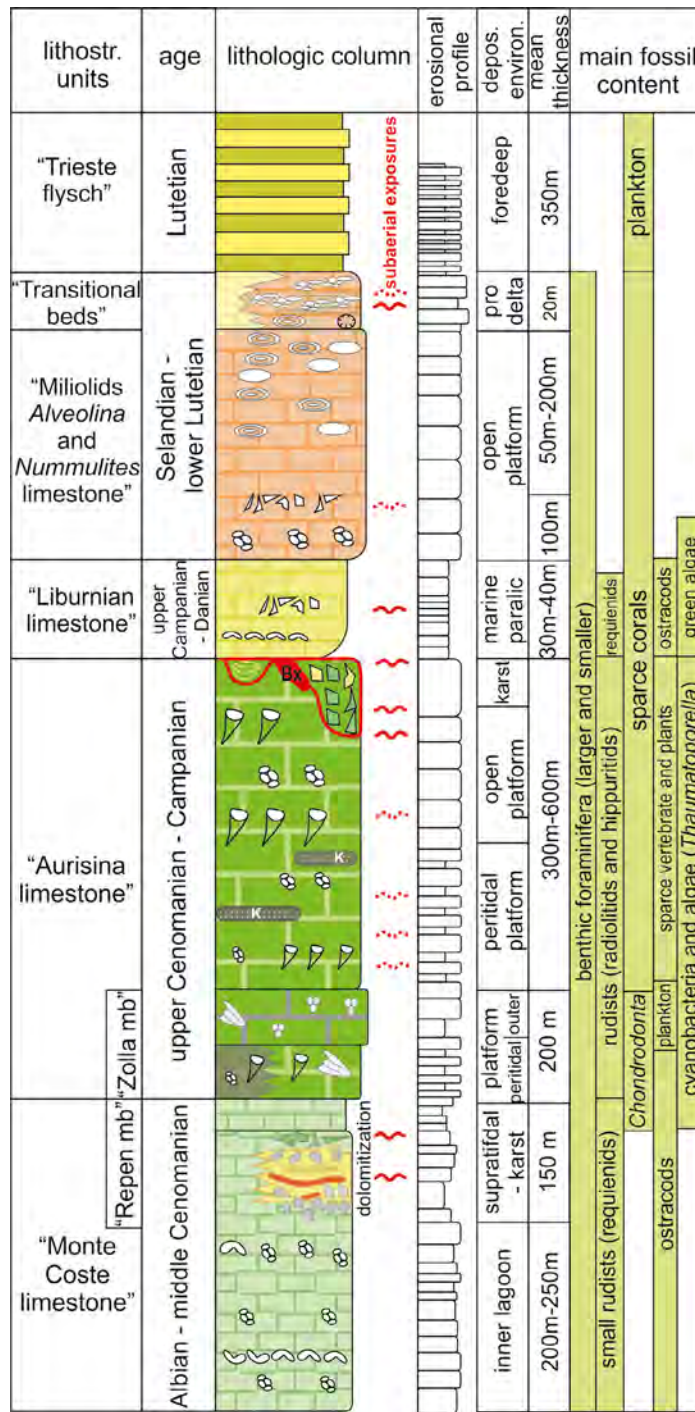 lithostr.
units
age
lithologic column
erosional
profile
depos.
environ.
mean
thickness
main fossil
content
"Trieste
flysch"
Lutetian
subaerial exposures
foredeep
350m
plankton
"Transitional
beds"
pro
delta
20m
"Miliolids
Alveolina
and
Nummulites
limestone"
Selandian -
lower Lutetian
open
platform
50m-200m
100m
"Liburnian
limestone"
upper
Campanian
- Danian
marine
paralic
30m-40m
requienids
ostracods
green algae
"Aurisina
limestone"
upper Cenomanian - Campanian
Bx
K
K
karst
open
platform
peritidal
platform
300m-600m
benthic foraminifera (larger and smaller)
rudists (radiolitids and hippuritids)
sparce corals
sparce vertebrate and plants
cyanobacteria and algae (Thaumatoporella)
"Zolla mb"
platform
peritidal
outer
200 m
Chondrodonta
plankton
"Repen mb"
dolomitization
supratifdal
- karst
150 m
"Monte
Coste
limestone"
Albian - middle Cenomanian
inner lagoon
200m-250m
small rudists (requienids)
ostracods